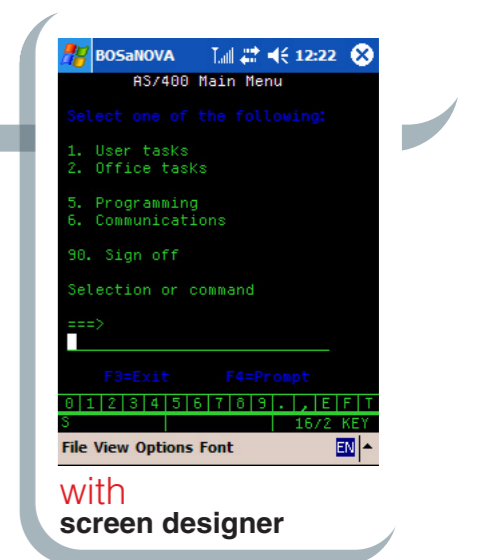 BOSaNOVA 12:22
AS/400 Main Menu
Select one of the following:
1. User tasks
2. Office tasks
5. Programming
6. Communications
90. Sign off
Selection or command
===>
F3=Exit F4=Prompt
0 1 2 3 4 5 6 7 8 9 . , E F T
S 16/2 KEY
File View Options Font EN
with
screen designer